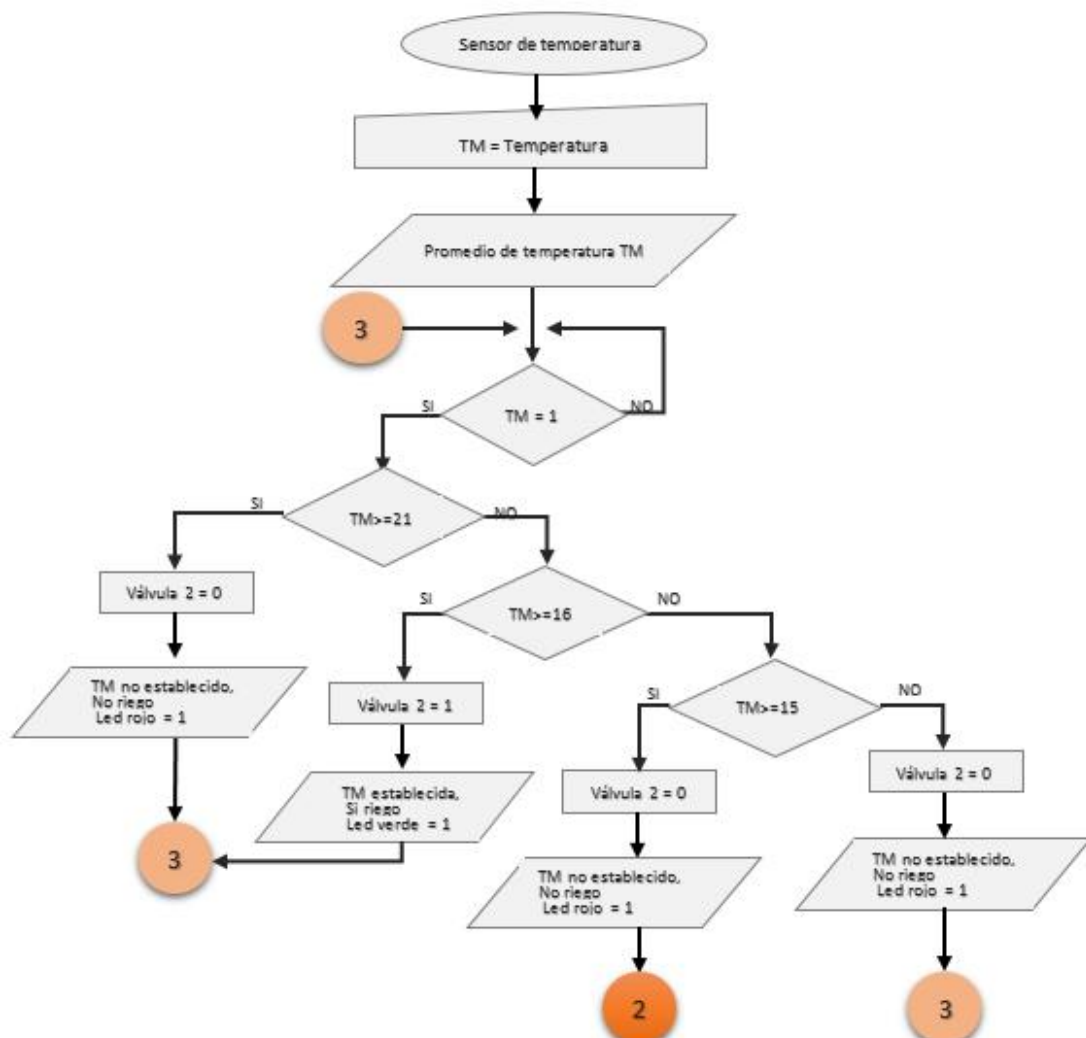 Sensor de temperatura
TM = Temperatura
Promedio de temperatura TM
3
TM = 1
SI
NO
TM>=21
SI
NO
Válvula 2 = 0
TM no establecido,
No riego
Led rojo = 1
3
TM>=16
SI
NO
Válvula 2 = 1
TM establecida,
Si riego
Led verde = 1
TM>=15
SI
NO
Válvula 2 = 0
TM no establecido,
No riego
Led rojo = 1
2
Válvula 2 = 0
TM no establecido,
No riego
Led rojo = 1
3